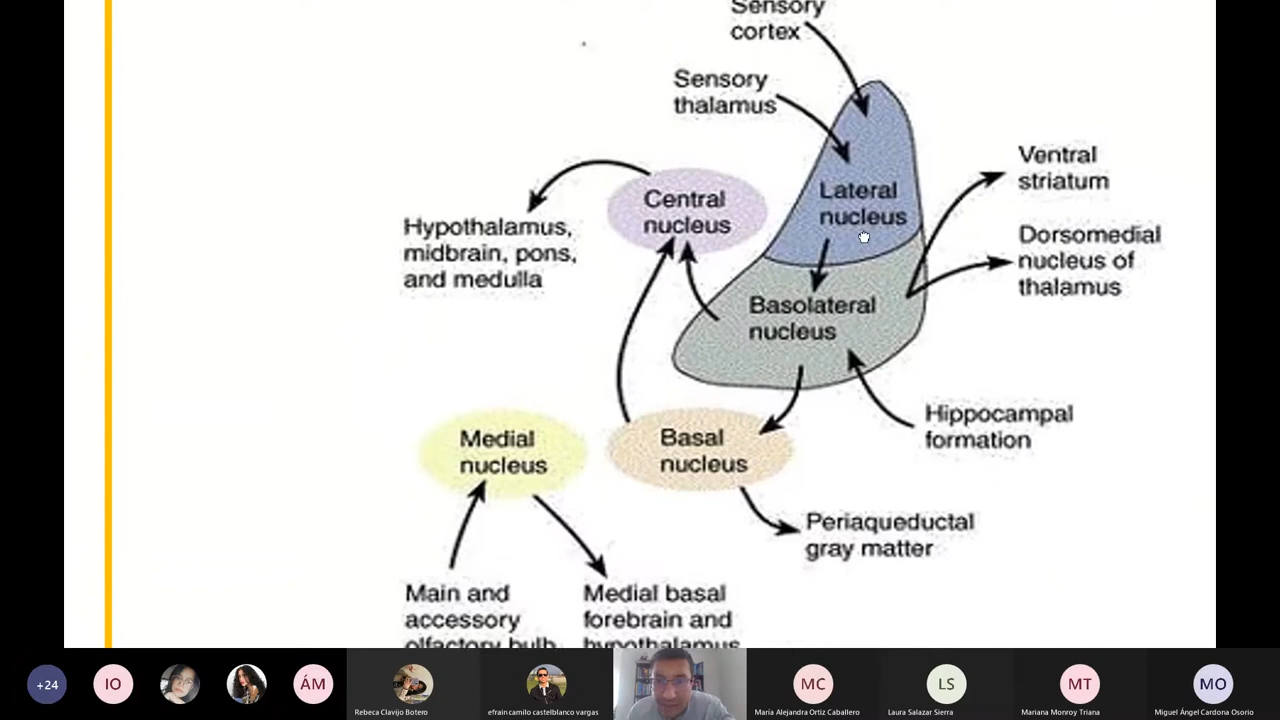 Sensory
cortex
Sensory
thalamus
Ventral
striatum
Lateral
nucleus
Central
nucleus
Hypothalamus,
midbrain, pons,
and medulla
Dorsomedial
nucleus of
thalamus
Basolateral
nucleus
Hippocampal
formation
Medial
nucleus
Basal
nucleus
Periaqueductal
gray matter
Main and
accessory
olfactory bulb
Medial basal
forebrain and
hypothalamus
+24
IO
ÁM
MC
LS
MT
MO
Rebeca Clavijo Botero
efrain camilo castelblanco vargas
María Alejandra Ortiz Caballero
Laura Salazar Sierra
Mariana Monroy Triana
Miguel Ángel Cardona Osorio